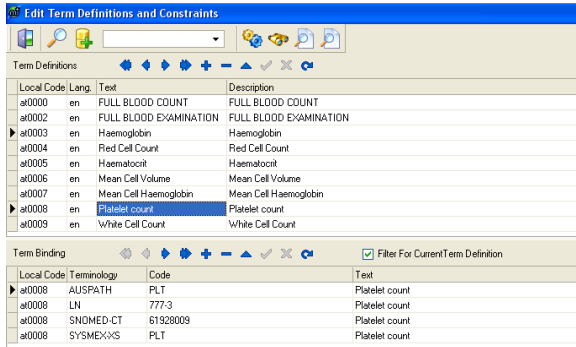 Edit Term Definitions and Constraints
Term Definitions
Local Code Lang. Text Description
at0000 en FULL BLOOD COUNT FULL BLOOD COUNT
at0002 en FULL BLOOD EXAMINATION FULL BLOOD EXAMINATION
at0003 en Haemoglobin Haemoglobin
at0004 en Red Cell Count Red Cell Count
at0005 en Haematocrit Haematocrit
at0006 en Mean Cell Volume Mean Cell Volume
at0007 en Mean Cell Haemoglobin Mean Cell Haemoglobin
at0008 en Platelet count Platelet count
at0009 en White Cell Count White Cell Count
Term Binding Filter For CurrentTerm Definition
Local Code Terminology Code Text
at0008 AUSPATH PLT Platelet count
at0008 LN 777-3 Platelet count
at0008 SNOMED-CT 61928009 Platelet count
at0008 SYSMEX-XS PLT Platelet count